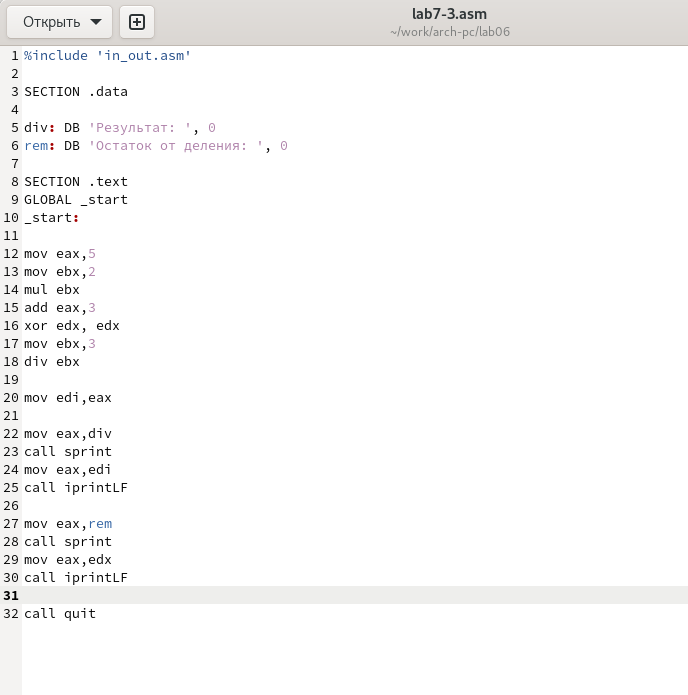 Открыть
lab7-3.asm
~/work/arch-pc/lab06
1 %include 'in_out.asm'
2
3 SECTION .data
4
5 div: DB 'Результат: ', 0
6 rem: DB 'Остаток от деления: ', 0
7
8 SECTION .text
9 GLOBAL _start
10 _start:
11
12 mov eax,5
13 mov ebx,2
14 mul ebx
15 add eax,3
16 xor edx, edx
17 mov ebx,3
18 div ebx
19
20 mov edi,eax
21
22 mov eax,div
23 call sprint
24 mov eax,edi
25 call iprintLF
26
27 mov eax,rem
28 call sprint
29 mov eax,edx
30 call iprintLF
31
32 call quit